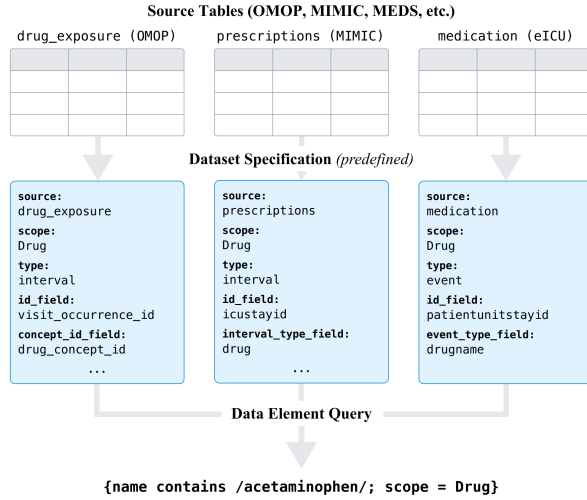 Source Tables (OMOP, MIMIC, MEDS, etc.)
drug_exposure (OMOP)
prescriptions (MIMIC)
medication (eICU)
Dataset Specification (predefined)
source:
drug_exposure
scope:
Drug
type:
interval
id_field:
visit_occurrence_id
concept_id_field:
drug_concept_id
...
source:
prescriptions
scope:
Drug
type:
interval
id_field:
icustayid
interval_type_field:
drug
...
source:
medication
scope:
Drug
type:
event
id_field:
patientunitstayid
event_type_field:
drugname
Data Element Query
{name contains /acetaminophen/; scope = Drug}